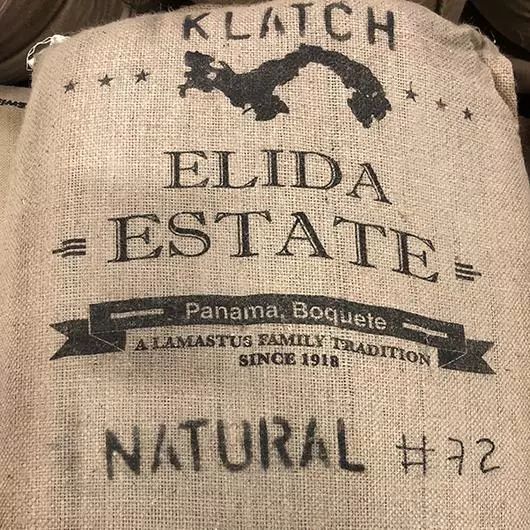 KLATCH
ELIDA
ESTATE
Panama, Boquete
A LAMASTUS FAMILY TRADITION
SINCE 1918
NATURAL #72